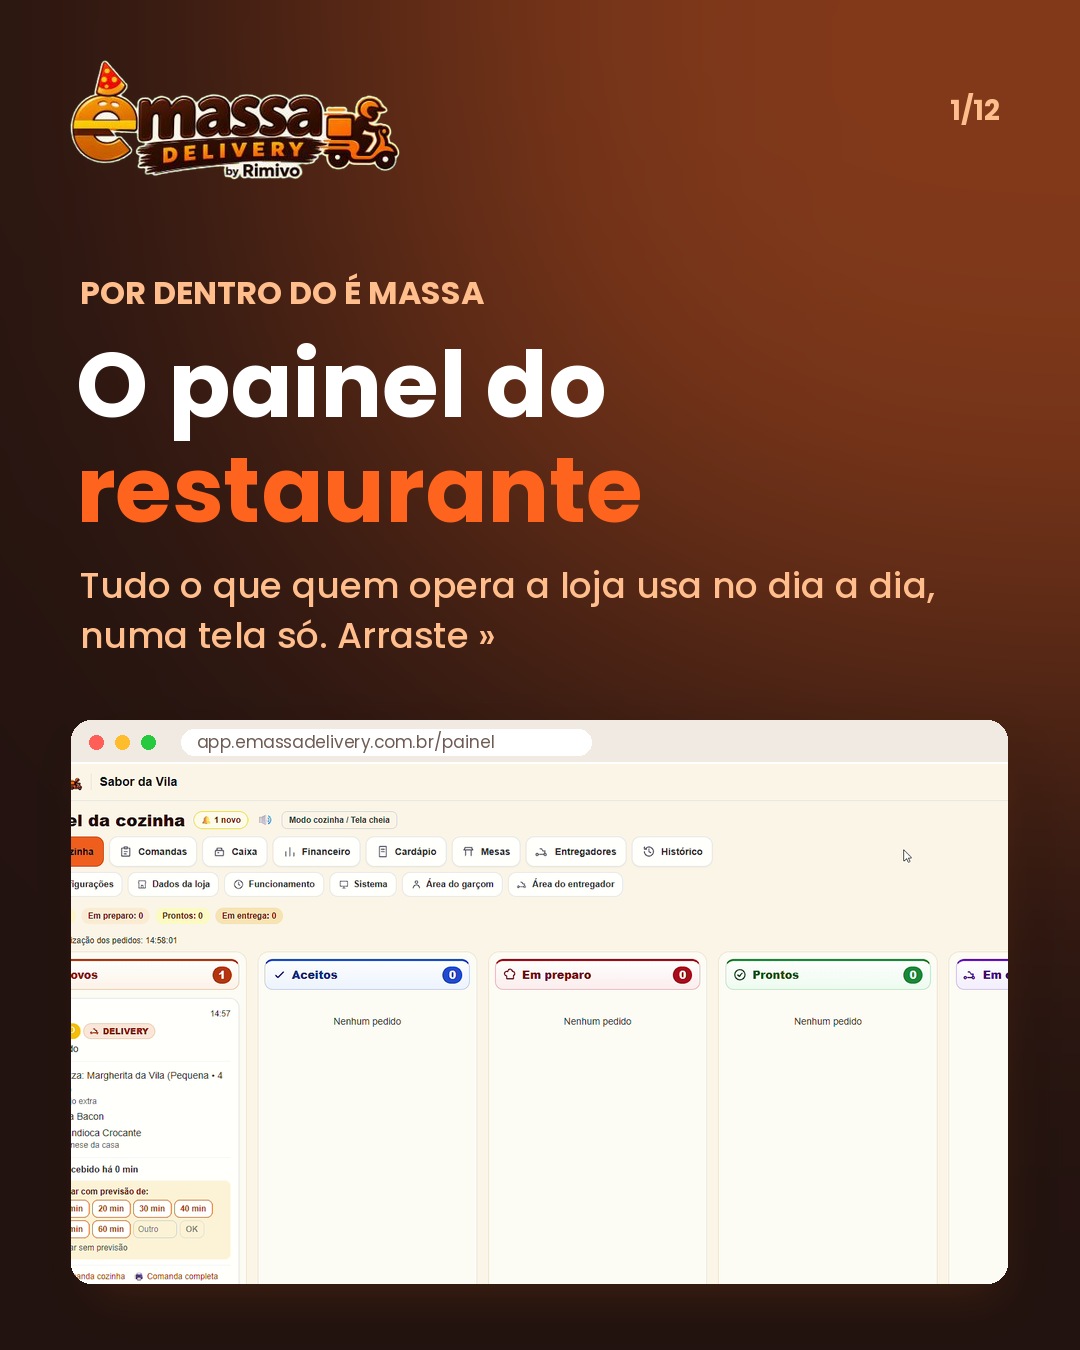 émassa
DELIVERY
by Rimivo
1/12
POR DENTRO DO É MASSA
O painel do
restaurante
Tudo o que quem opera a loja usa no dia a dia,
numa tela só. Arraste »
app.emassadelivery.com.br/painel
Sabor da Vila
el da cozinha
1 novo
Modo cozinha / Tela cheia
zinha
Comandas
Caixa
Financeiro
Cardápio
Mesas
Entregadores
Histórico
igurações
Dados da loja
Funcionamento
Sistema
Área do garçom
Área do entregador
Em preparo: 0
Prontos: 0
Em entrega: 0
ização dos pedidos: 14:58:01
ovos 1
Aceitos 0
Em preparo 0
Prontos 0
Em e
14:57
DELIVERY
do
Nenhum pedido
Nenhum pedido
Nenhum pedido
za: Margherita da Vila (Pequena • 4
o extra
a Bacon
ndioca Crocante
nese da casa
cebido há 0 min
ar com previsão de:
min 20 min 30 min 40 min
min 60 min Outro OK
ar sem previsão
anda cozinha Comanda completa